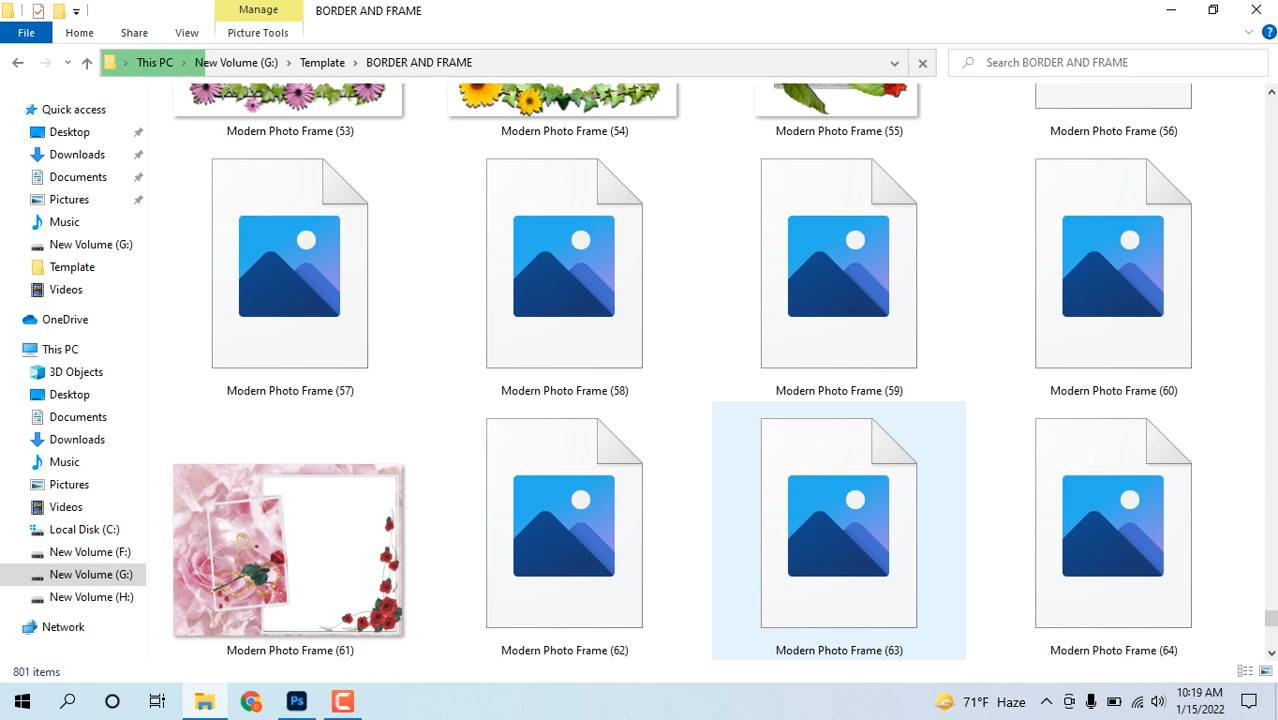 Manage
BORDER AND FRAME
File
Home
Share
View
Picture Tools
This PC
New Volume (G:)
Template
BORDER AND FRAME
Search BORDER AND FRAME
Quick access
Desktop
Downloads
Documents
Pictures
Music
New Volume (G:)
Template
Videos
OneDrive
This PC
3D Objects
Desktop
Documents
Downloads
Music
Pictures
Videos
Local Disk (C:)
New Volume (F:)
New Volume (G:)
New Volume (H:)
Network
Modern Photo Frame (53)
Modern Photo Frame (54)
Modern Photo Frame (55)
Modern Photo Frame (56)
Modern Photo Frame (57)
Modern Photo Frame (58)
Modern Photo Frame (59)
Modern Photo Frame (60)
Modern Photo Frame (61)
Modern Photo Frame (62)
Modern Photo Frame (63)
Modern Photo Frame (64)
801 items
Ps
71°F Haze
10:19 AM
1/15/2022